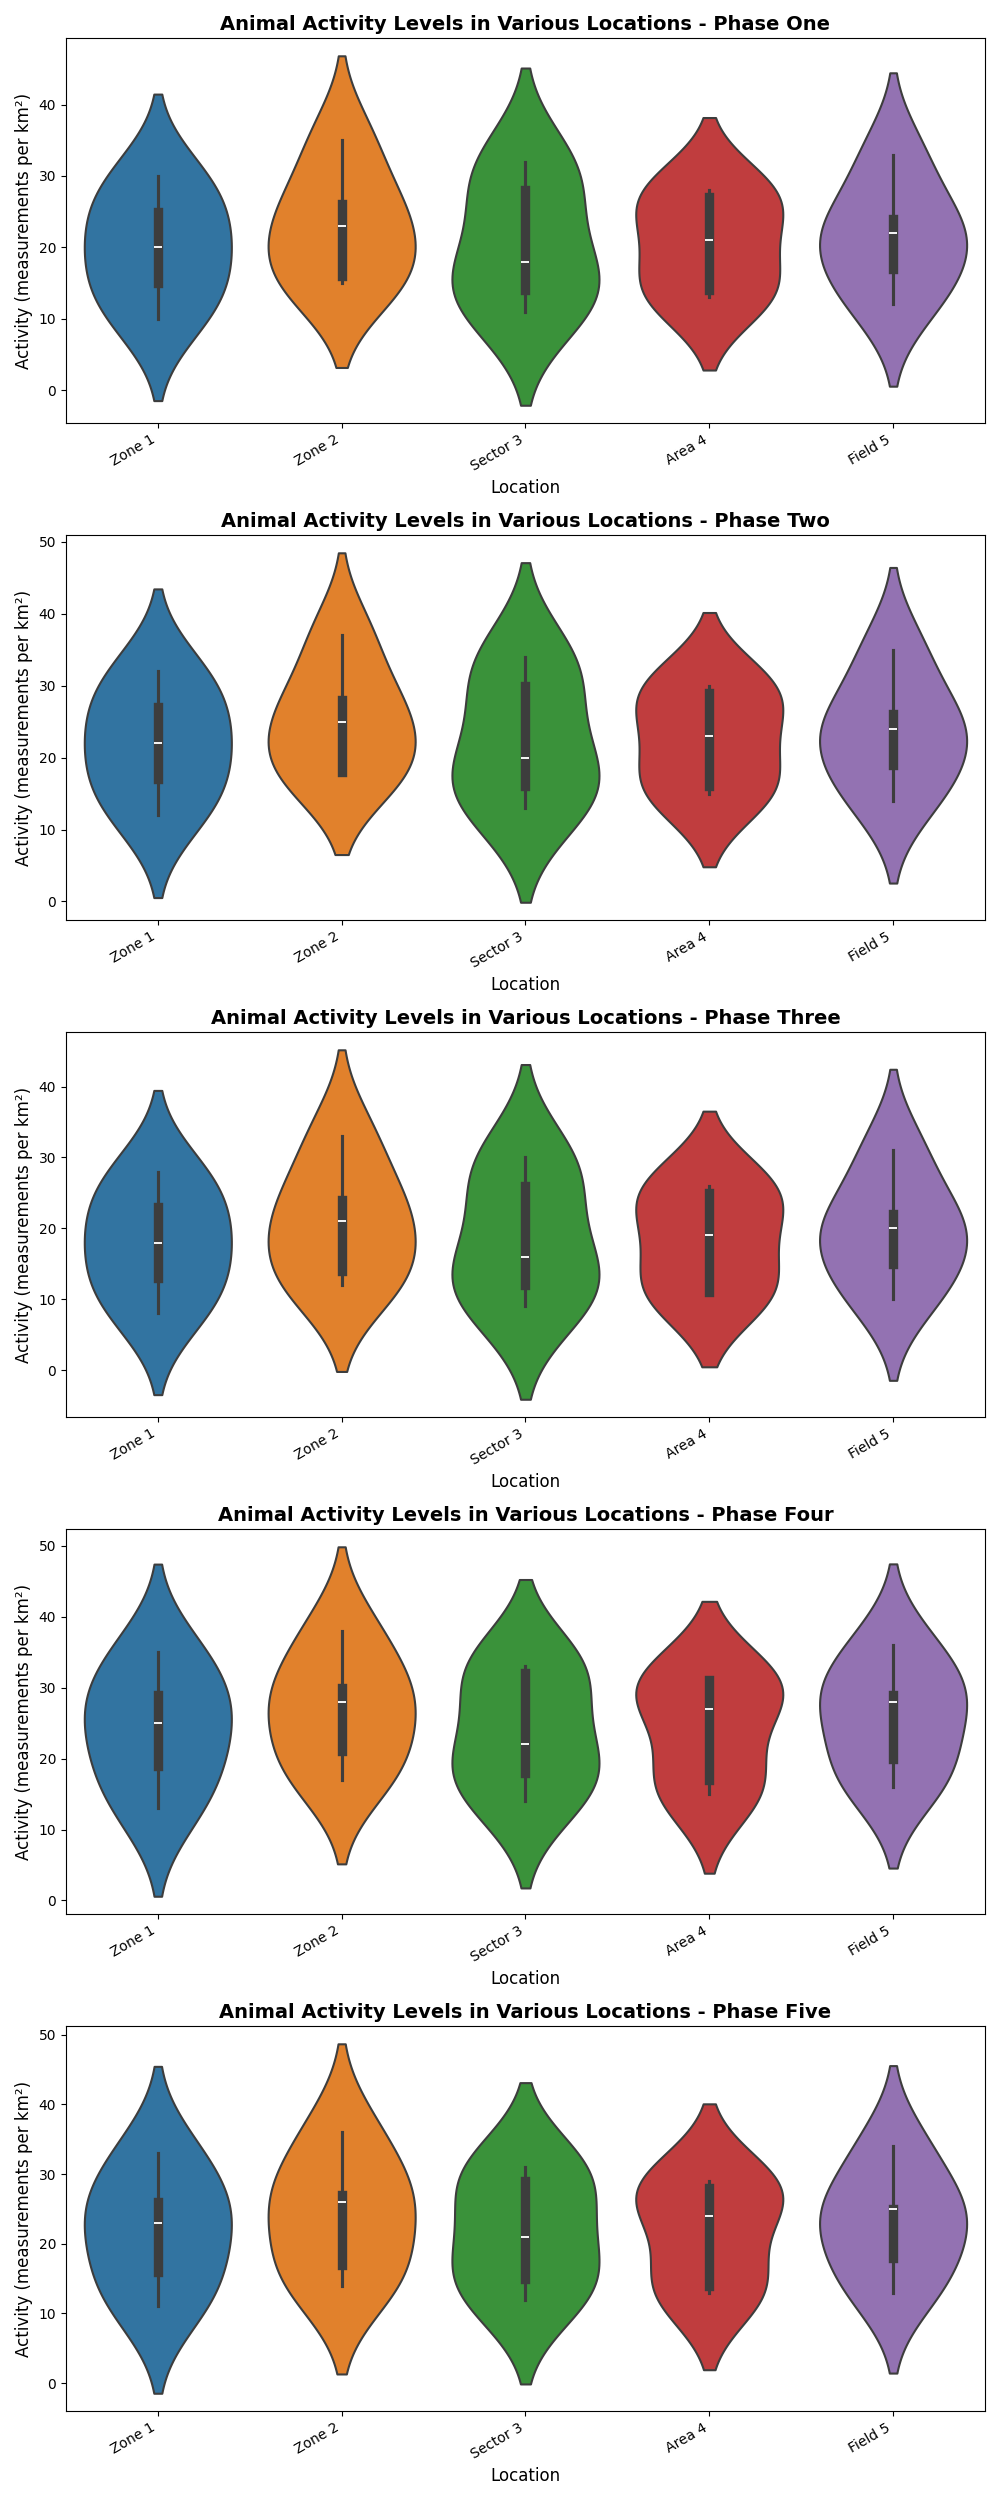 Animal Activity Levels in Various Locations - Phase One
Activity (measurements per km²)
40
30
20
10
0
Zone 1
Zone 2
Sector 3
Area 4
Field 5
Location
Animal Activity Levels in Various Locations - Phase Two
Activity (measurements per km²)
50
40
30
20
10
0
Zone 1
Zone 2
Sector 3
Area 4
Field 5
Location
Animal Activity Levels in Various Locations - Phase Three
Activity (measurements per km²)
40
30
20
10
0
Zone 1
Zone 2
Sector 3
Area 4
Field 5
Location
Animal Activity Levels in Various Locations - Phase Four
Activity (measurements per km²)
50
40
30
20
10
0
Zone 1
Zone 2
Sector 3
Area 4
Field 5
Location
Animal Activity Levels in Various Locations - Phase Five
Activity (measurements per km²)
50
40
30
20
10
0
Zone 1
Zone 2
Sector 3
Area 4
Field 5
Location